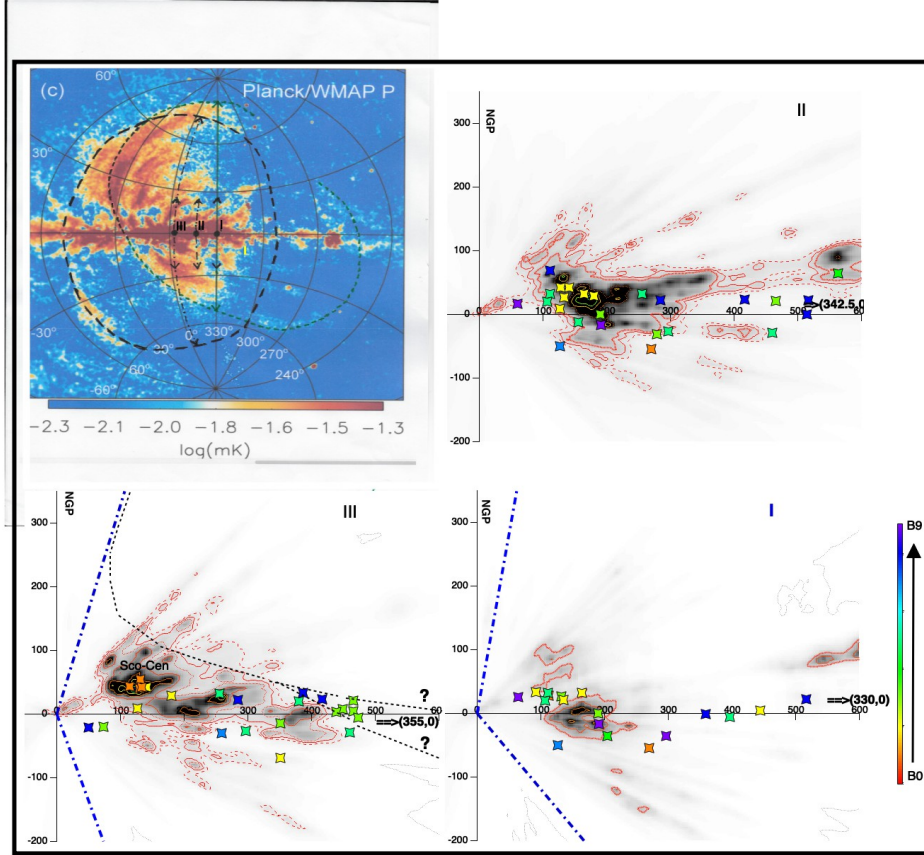 (c)
Planck/WMAP P
60°
30°
III
II
I
-30°
-60°
60
30
0°
330°
300
270°
240°
−2.3 −2.1 −2.0 −1.8 −1.6 −1.5 −1.3
log(mK)
II
NGP
300
200
100
0
-100
-200
100 200 300 400 500 600
==>(342.5,0
III
NGP
300
200
100
0
-100
-200
Sco-Cen
100 200 300 400 500
?
==>(355,0)
?
I
NGP
300
200
100
0
-100
-200
100 200 300 400 500 600
==>(330,0)
B9
B0